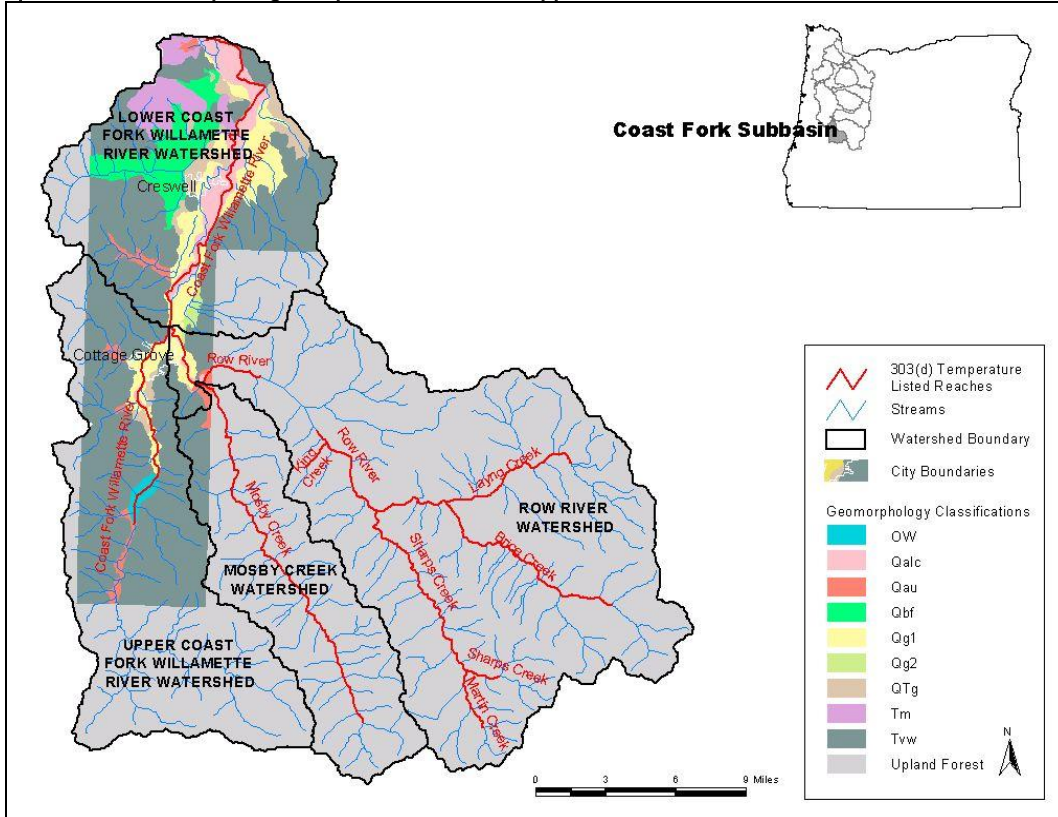 Coast Fork Subbasin
LOWER COAST
FORK WILLAMETTE
RIVER WATERSHED
Creswell
Coast Fork Willamette River
Cottage Grove
Row River
Coast Fork Willamette River
King
Creek
Row River
Layng Creek
ROW RIVER
WATERSHED
Brice Creek
Mosby Creek
Sharps Creek
MOSBY CREEK
WATERSHED
UPPER COAST
FORK WILLAMETTE
RIVER WATERSHED
Sharps Creek
Martin Creek
303(d) Temperature
Listed Reaches
Streams
Watershed Boundary
City Boundaries
Geomorphology Classifications
OW
Qalc
Qau
Qbf
Qg1
Qg2
QTg
Tm
Tvw
Upland Forest
N
0 3 6 9 Miles